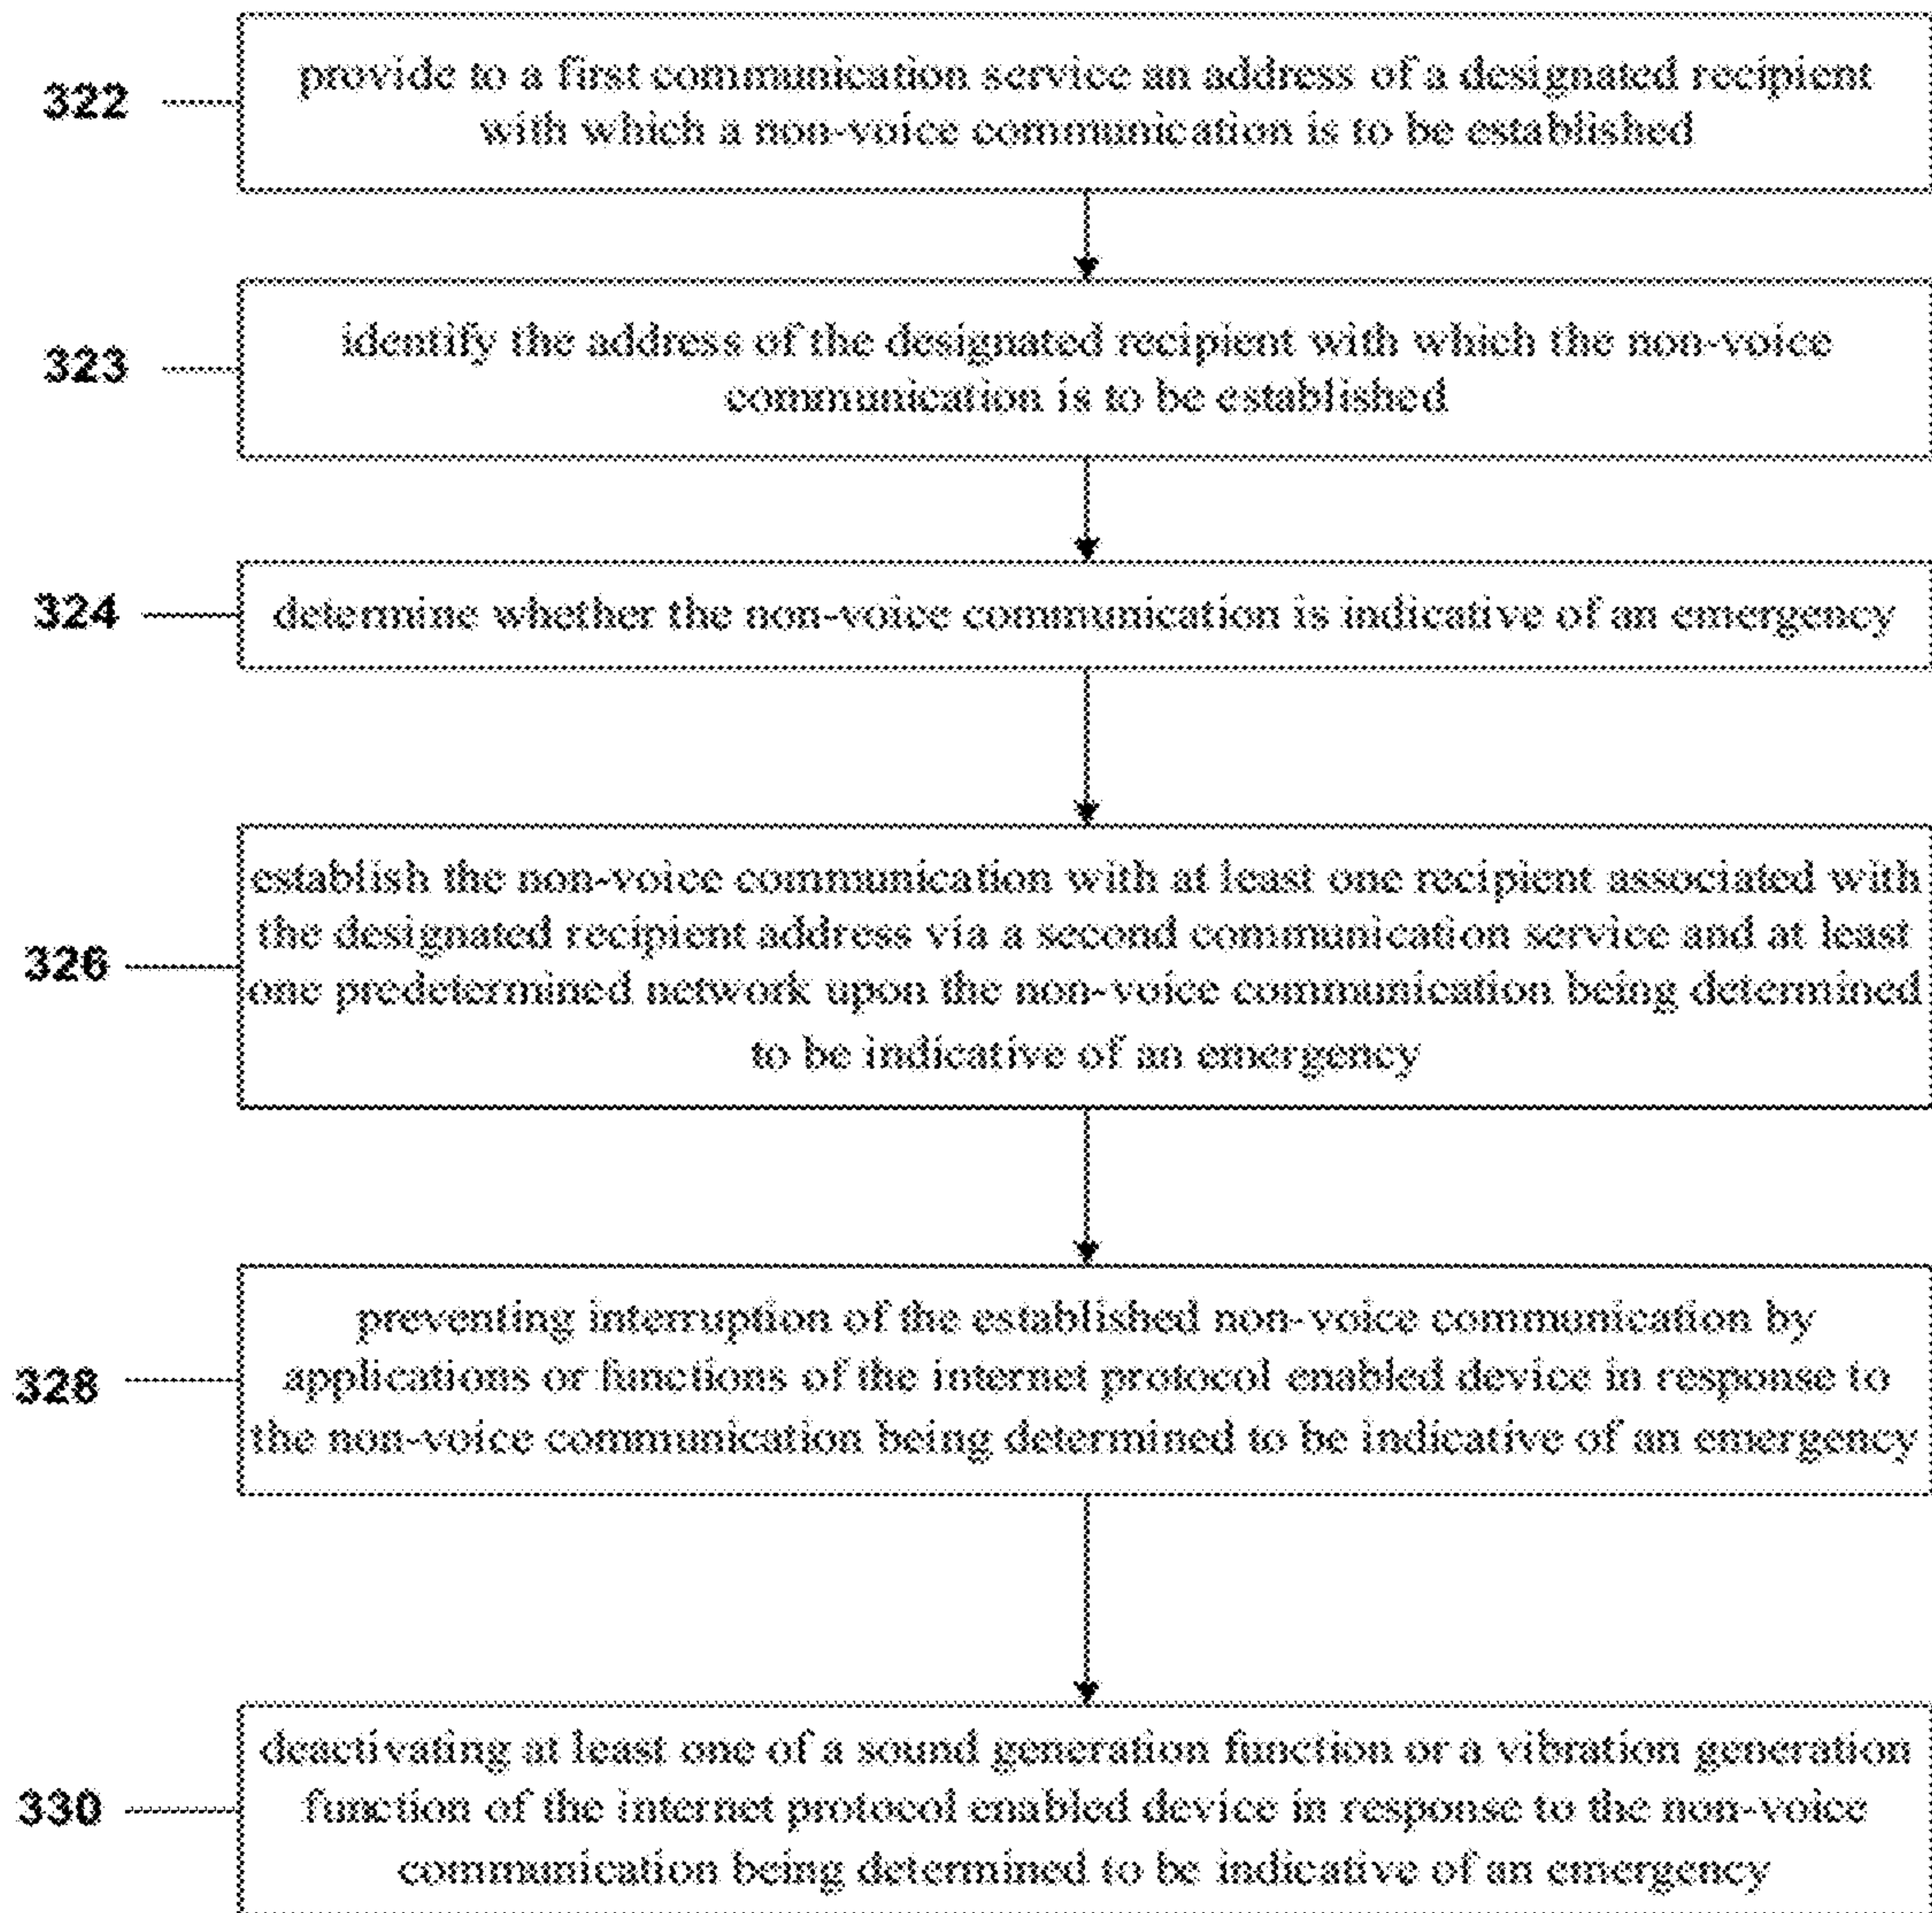 322
provide to a first communication service an address of a designated recipient
with which a non-voice communication is to be established
323
identify the address of the designated recipient with which the non-voice
communication is to be established
324
determine whether the non-voice communication is indicative of an emergency
326
establish the non-voice communication with at least one recipient associated with
the designated recipient address via a second communication service and at least
one predetermined network upon the non-voice communication being determined
to be indicative of an emergency
328
preventing interruption of the established non-voice communication by
applications or functions of the internet protocol enabled device in response to
the non-voice communication being determined to be indicative of an emergency
330
deactivating at least one of a sound generation function or a vibration generation
function of the internet protocol enabled device in response to the non-voice
communication being determined to be indicative of an emergency